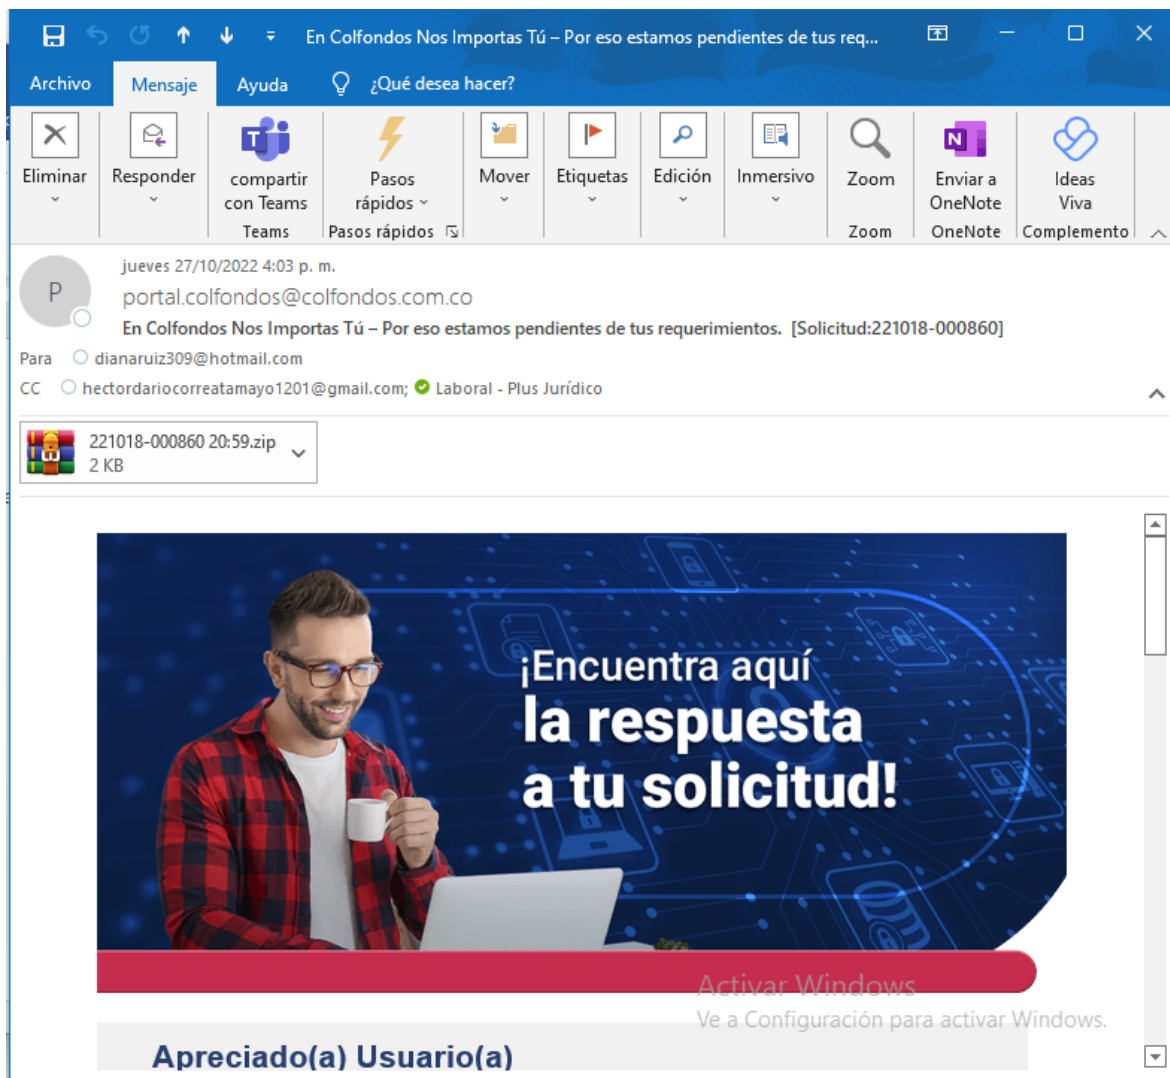 En Colfondos Nos Importas Tú – Por eso estamos pendientes de tus req...
Archivo Mensaje Ayuda ¿Qué desea hacer?
Eliminar Responder compartir con Teams Pasos rápidos Mover Etiquetas Edición Inmersivo Zoom Enviar a OneNote Ideas Viva
Teams Pasos rápidos Zoom OneNote Complemento
jueves 27/10/2022 4:03 p. m.
P
portal.colfondos@colfondos.com.co
En Colfondos Nos Importas Tú – Por eso estamos pendientes de tus requerimientos. [Solicitud:221018-000860]
Para dianaruiz309@hotmail.com
CC hectordariocorreatamayo1201@gmail.com; Laboral - Plus Jurídico
221018-000860 20:59.zip
2 KB
¡Encuentra aquí
la respuesta
a tu solicitud!
Activar Windows
Ve a Configuración para activar Windows.
Apreciado(a) Usuario(a)